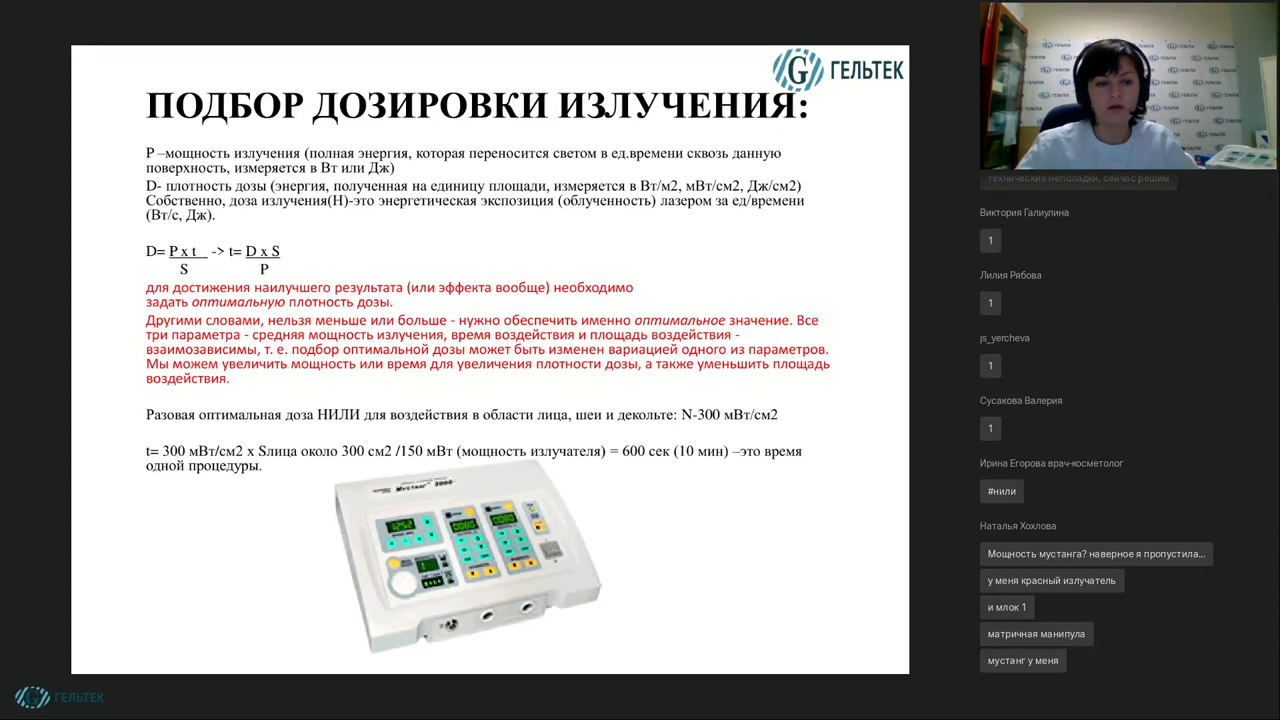 ГЕЛЬТЕК
ПОДБОР ДОЗИРОВКИ ИЗЛУЧЕНИЯ:
P –мощность излучения (полная энергия, которая переносится светом в ед.времени сквозь данную
поверхность, измеряется в Вт или Дж)
D- плотность дозы (энергия, полученная на единицу площади, измеряется в Вт/м2, мВт/см2, Дж/см2)
Собственно, доза излучения(Н)-это энергетическая экспозиция (облученность) лазером за ед/времени
(Вт/с, Дж).
D= P x t -> t= D x S
S P
для достижения наилучшего результата (или эффекта вообще) необходимо
задать оптимальную плотность дозы.
Другими словами, нельзя меньше или больше - нужно обеспечить именно оптимальное значение. Все
три параметра - средняя мощность излучения, время воздействия и площадь воздействия -
взаимозависимы, т. е. подбор оптимальной дозы может быть изменен вариацией одного из параметров.
Мы можем увеличить мощность или время для увеличения плотности дозы, а также уменьшить площадь
воздействия.
Разовая оптимальная доза НИЛИ для воздействия в области лица, шеи и декольте: N-300 мВт/см2
t= 300 мВт/см2 х Sлица около 300 см2 /150 мВт (мощность излучателя) = 600 сек (10 мин) –это время
одной процедуры.
Мустанг 2000
ГЕЛЬТЕК
технические неполадки, сейчас решим
Виктория Галиулина
1
Лилия Рябова
1
js_yercheva
1
Сусакова Валерия
1
Ирина Егорова врач-косметолог
#нили
Наталья Хохлова
Мощность мустанга? наверное я пропустила...
у меня красный излучатель
и млок 1
матричная манипула
мустанг у меня